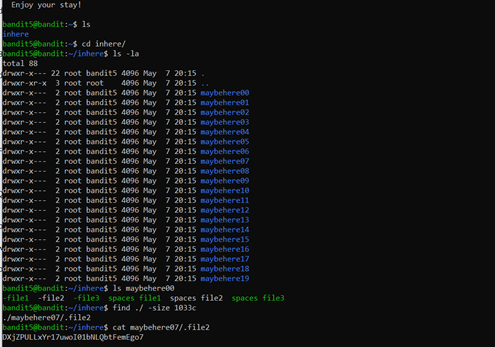 Enjoy your stay!
bandit5@bandit:~$ ls
inhere
bandit5@bandit:~$ cd inhere/
bandit5@bandit:~/inhere$ ls -la
total 88
drwxr-x--- 22 root bandit5 4096 May  7 20:15 .
drwxr-xr-x  3 root root    4096 May  7 20:15 ..
drwxr-x---  2 root bandit5 4096 May  7 20:15 maybehere00
drwxr-x---  2 root bandit5 4096 May  7 20:15 maybehere01
drwxr-x---  2 root bandit5 4096 May  7 20:15 maybehere02
drwxr-x---  2 root bandit5 4096 May  7 20:15 maybehere03
drwxr-x---  2 root bandit5 4096 May  7 20:15 maybehere04
drwxr-x---  2 root bandit5 4096 May  7 20:15 maybehere05
drwxr-x---  2 root bandit5 4096 May  7 20:15 maybehere06
drwxr-x---  2 root bandit5 4096 May  7 20:15 maybehere07
drwxr-x---  2 root bandit5 4096 May  7 20:15 maybehere08
drwxr-x---  2 root bandit5 4096 May  7 20:15 maybehere09
drwxr-x---  2 root bandit5 4096 May  7 20:15 maybehere10
drwxr-x---  2 root bandit5 4096 May  7 20:15 maybehere11
drwxr-x---  2 root bandit5 4096 May  7 20:15 maybehere12
drwxr-x---  2 root bandit5 4096 May  7 20:15 maybehere13
drwxr-x---  2 root bandit5 4096 May  7 20:15 maybehere14
drwxr-x---  2 root bandit5 4096 May  7 20:15 maybehere15
drwxr-x---  2 root bandit5 4096 May  7 20:15 maybehere16
drwxr-x---  2 root bandit5 4096 May  7 20:15 maybehere17
drwxr-x---  2 root bandit5 4096 May  7 20:15 maybehere18
drwxr-x---  2 root bandit5 4096 May  7 20:15 maybehere19
bandit5@bandit:~/inhere$ ls maybehere00
-file1  -file2  -file3  spaces file1  spaces file2  spaces file3
bandit5@bandit:~/inhere$ find ./ -size 1033c
./maybehere07/.file2
bandit5@bandit:~/inhere$ cat maybehere07/.file2
DXjZPULLxYr17uwoI01bNLQbtFemEgo7